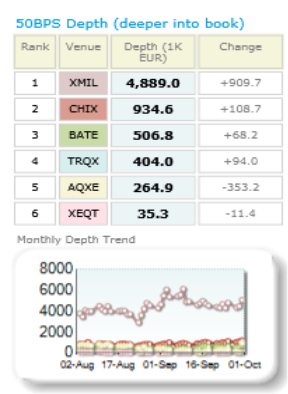 50BPS Depth (deeper into book)
Rank Venue Depth (1K EUR) Change
1 XMIL 4,889.0 +909.7
2 CHIX 934.6 +108.7
3 BATE 506.8 +68.2
4 TRQX 404.0 +94.0
5 AQXE 264.9 -353.2
6 XEQT 35.3 -11.4
Monthly Depth Trend
8000
6000
4000
2000
0
02-Aug 17-Aug 01-Sep 16-Sep 01-Oct